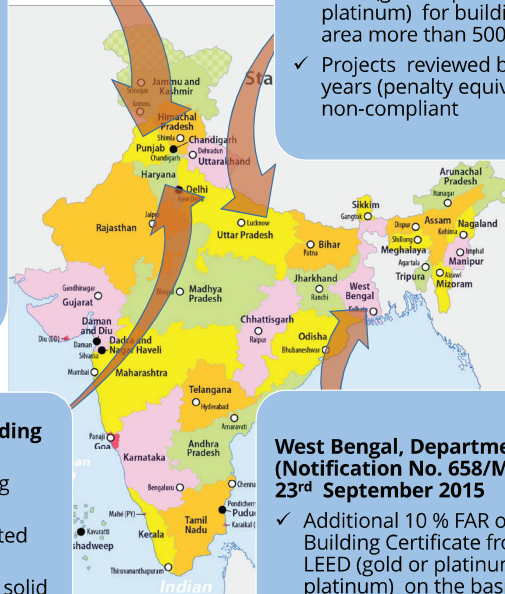 platinum) for buildi
area more than 500
✓ Projects reviewed b
years (penalty equiv
non-compliant
Sta
Jammu and
Kashmir
Srinagar
Jammu
Himachal
Pradesh
Shimla
Chandigarh
Punjab
Chandigarh
Dehradun
Uttarakhand
Haryana
Delhi
New Delhi
Arunachal
Pradesh
Itanagar
Rajasthan
Jaipur
Lucknow
Uttar Pradesh
Sikkim
Gangtok
Assam
Dispur
Nagaland
Kohima
Shillong
Meghalaya
Imphal
Manipur
Agartala
Tripura
Aizawl
Mizoram
Bihar
Patna
Gandhinagar
Gujarat
Bhopal
Madhya
Pradesh
Jharkhand
Ranchi
West
Bengal
Kolkata
Chhattisgarh
Raipur
Daman
and Diu
Diu (DD)
Daman
Silvassa
Dadra and
Nagar Haveli
Odisha
Bhubaneshwar
Mumbai
Maharashtra
Telangana
Hyderabad
Amaravati
ding
g
ted
solid
Panaji
Goa
Karnataka
Andhra
Pradesh
Bengaluru
Chenna
Mahé (PY)
Pondicherr
Pudu
Karaikal (
Kavaratti
shadweep
Kerala
Tamil
Nadu
Thiruvananthapuram
Indian
West Bengal, Departme
(Notification No. 658/M
23rd September 2015
✓ Additional 10 % FAR o
Building Certificate fro
LEED (gold or platinum
platinum) on the bas